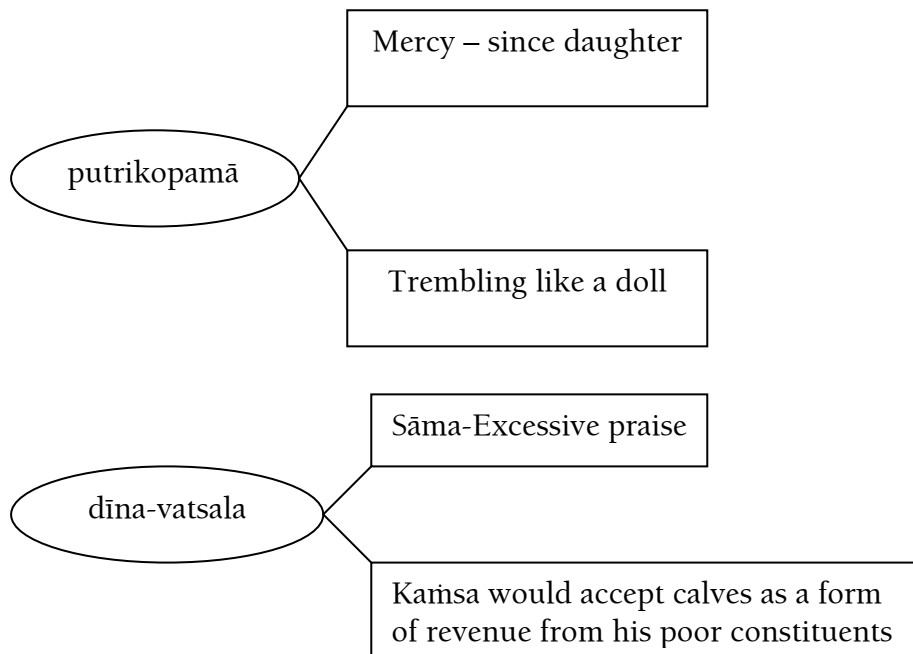 Mercy – since daughter
putrikopamā
Trembling like a doll
Sāma-Excessive praise
dīna-vatsala
Kaṁsa would accept calves as a form
of revenue from his poor constituents